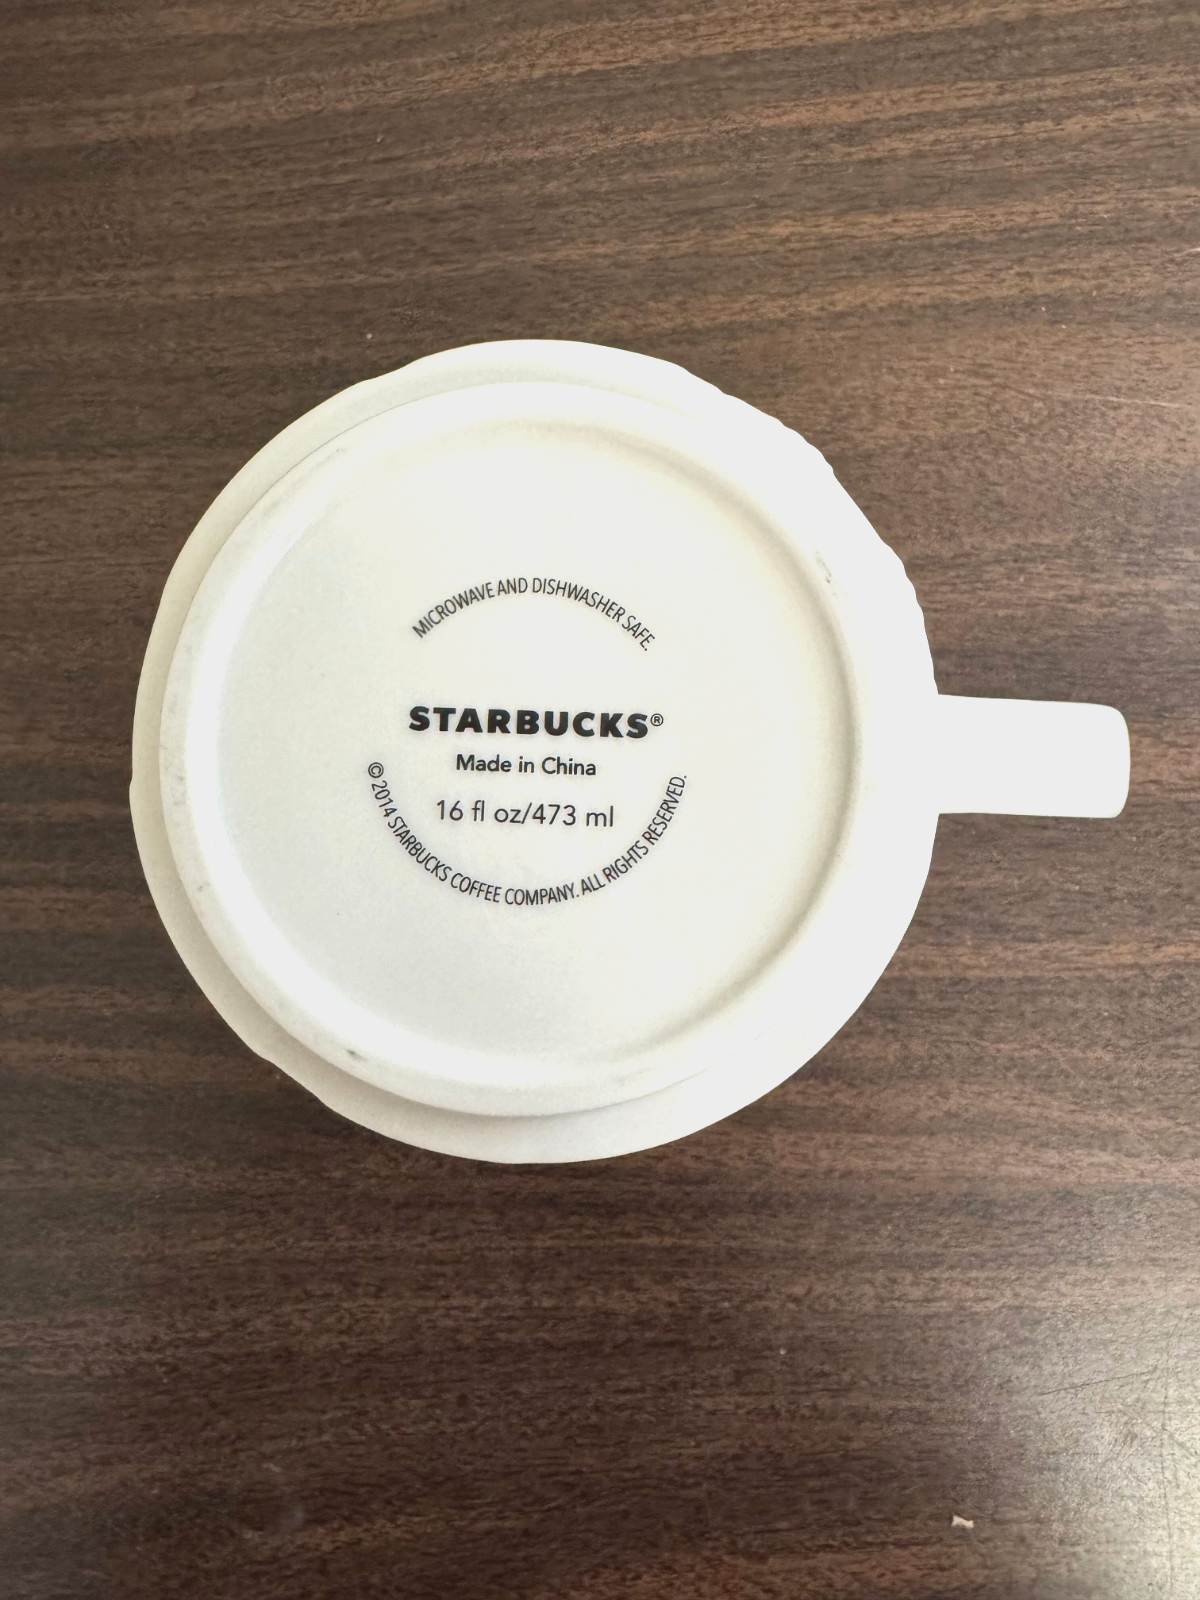 MICROWAVE AND DISHWASHER SAFE.
STARBUCKS®
Made in China
16 fl oz/473 ml
© 2014 STARBUCKS COFFEE COMPANY. ALL RIGHTS RESERVED.